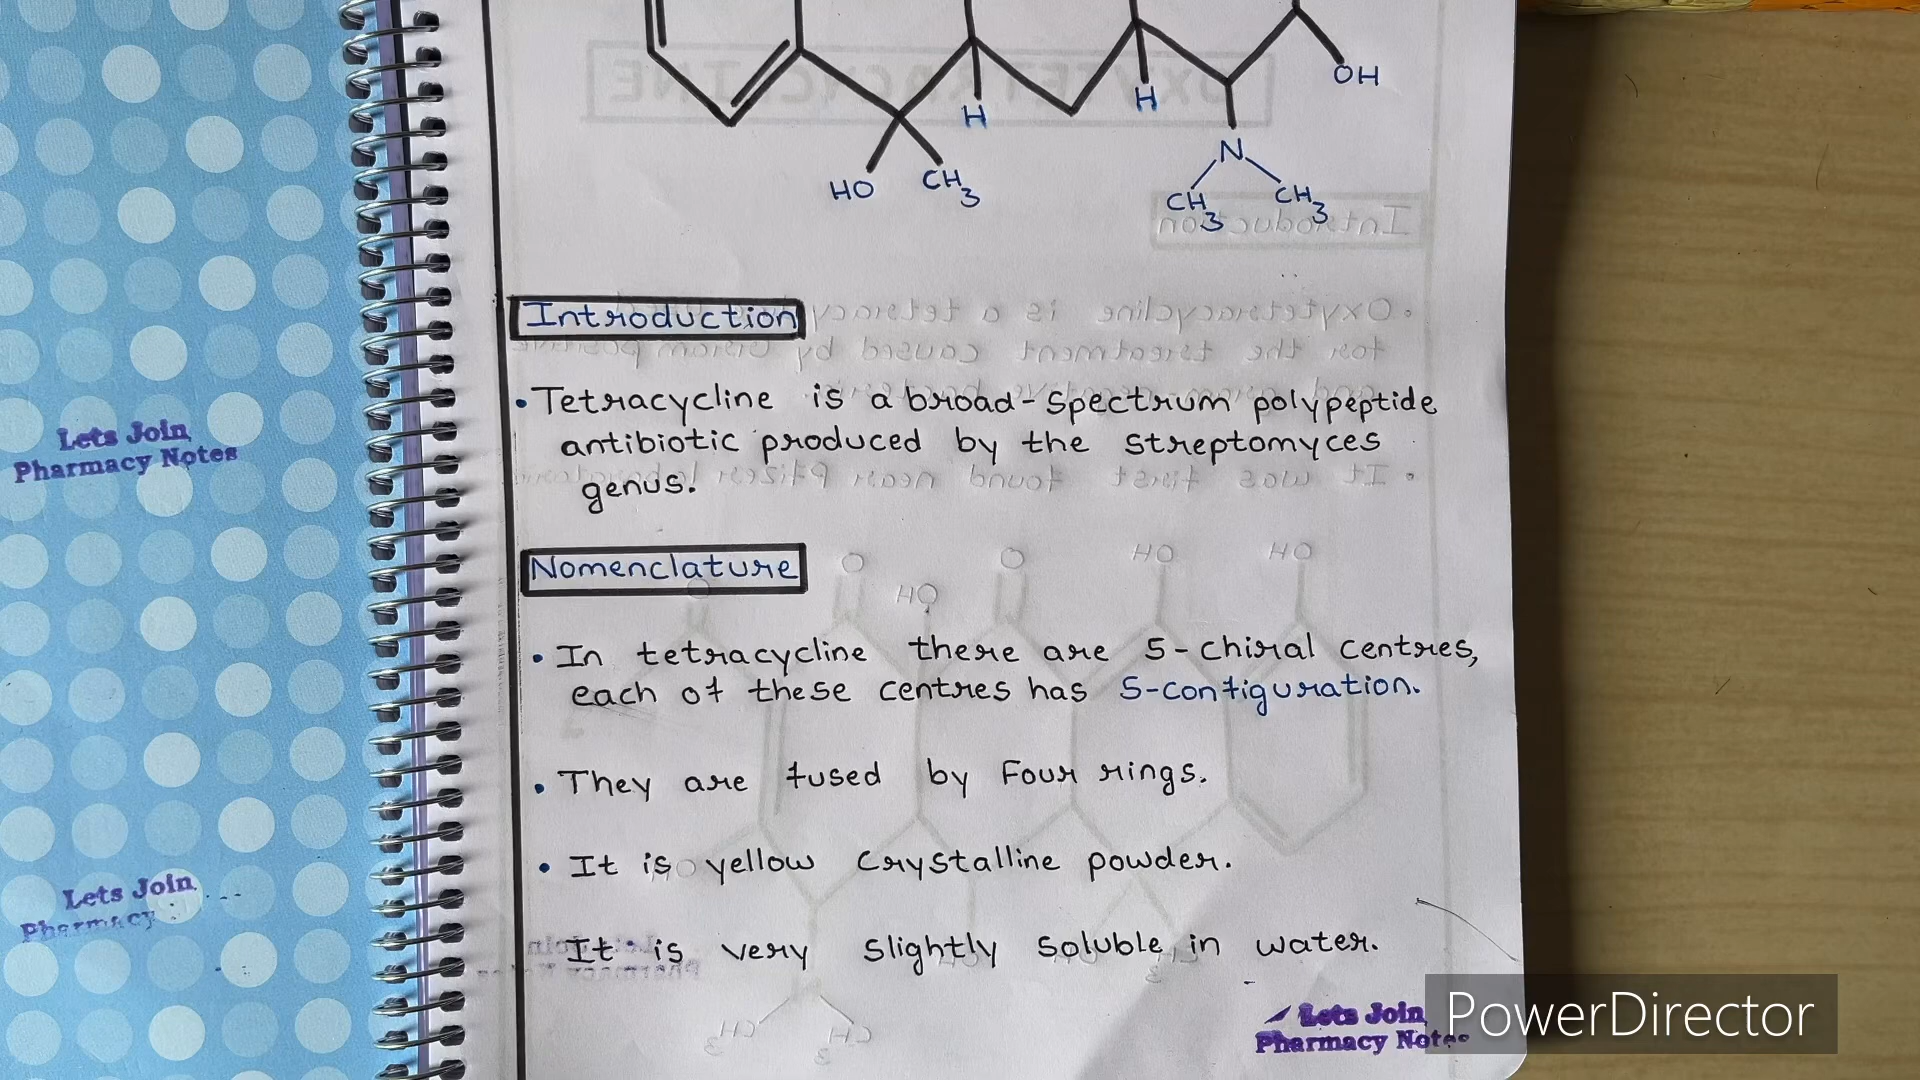 OH
H
H
N
HO
CH3
CH3
CH3
Introduction
• Tetracycline is a broad-spectrum polypeptide
antibiotic produced by the streptomyces
genus.
Nomenclature
• In tetracycline there are 5-chiral centres,
each of these centres has S-configuration.
• They are fused by Four rings.
• It is yellow crystalline powder.
It is very slightly soluble in water.
Lets Join
Pharmacy Notes
Lets Join
Pharmacy
Lets Join
Pharmacy Notes
PowerDirector